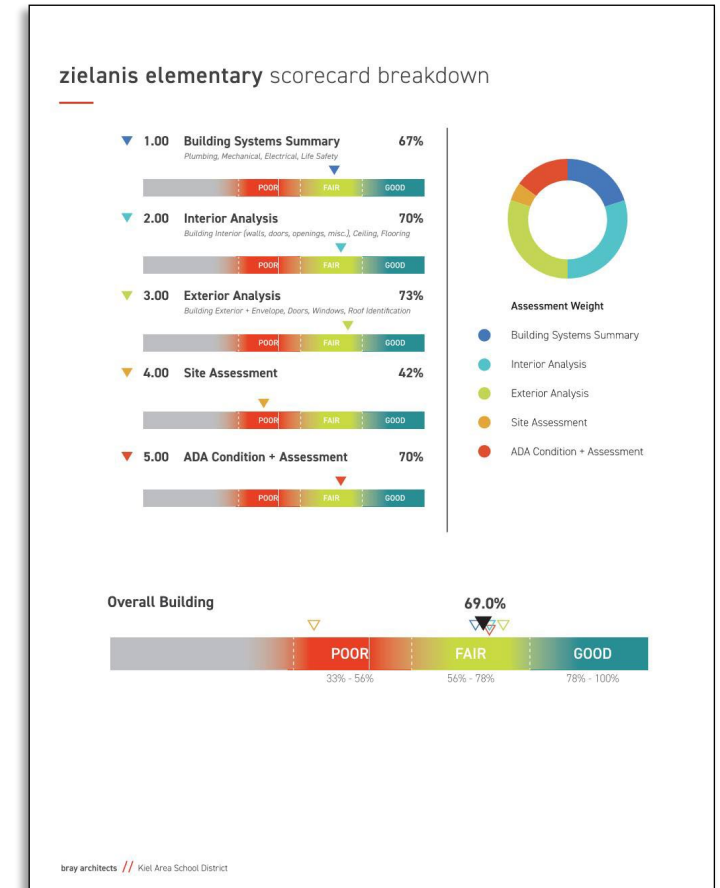 zielanis elementary scorecard breakdown
1.00 Building Systems Summary 67%
Plumbing, Mechanical, Electrical, Life Safety
POOR FAIR GOOD
2.00 Interior Analysis 70%
Building Interior (walls, doors, openings, misc.), Ceiling, Flooring
POOR FAIR GOOD
3.00 Exterior Analysis 73%
Building Exterior + Envelope, Doors, Windows, Roof Identification
POOR FAIR GOOD
4.00 Site Assessment 42%
POOR FAIR GOOD
5.00 ADA Condition + Assessment 70%
POOR FAIR GOOD
Assessment Weight
Building Systems Summary
Interior Analysis
Exterior Analysis
Site Assessment
ADA Condition + Assessment
Overall Building 69.0%
POOR FAIR GOOD
33% - 56% 56% - 78% 78% - 100%
bray architects // Kiel Area School District